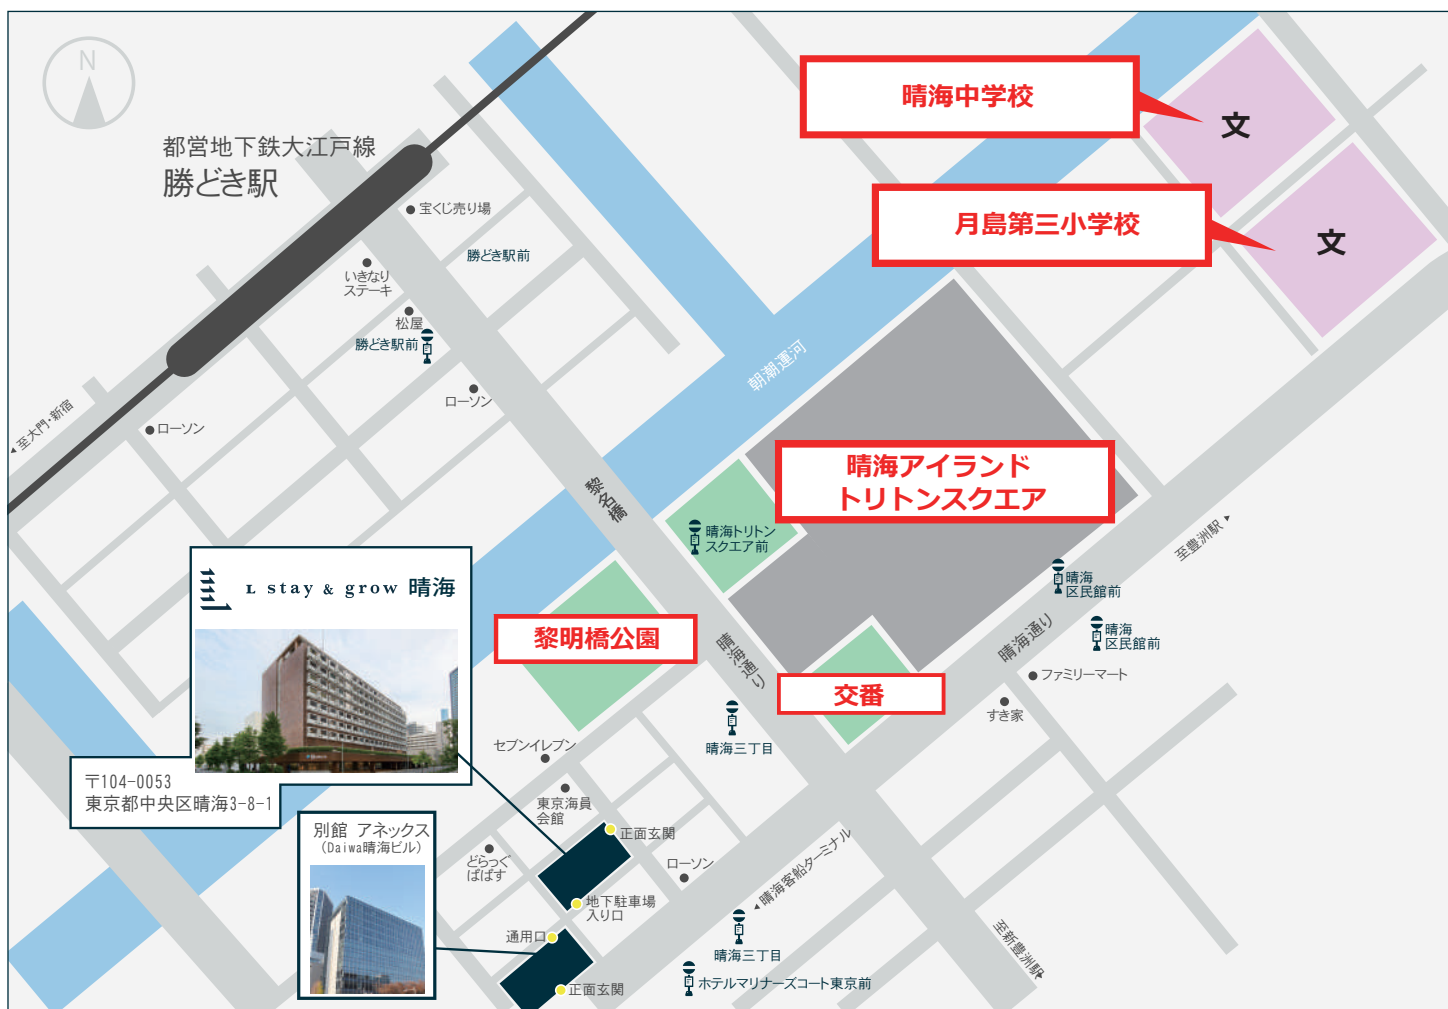 N
都営地下鉄大江戸線
勝どき駅
晴海中学校
文
月島第三小学校
文
宝くじ売り場
勝どき駅前
いきなり
ステーキ
松屋
勝どき駅前
ローソン
ローソン
至大門・新宿
朝潮運河
黎名橋
晴海アイランド
トリトンスクエア
晴海トリトン
スクエア前
至豊洲駅
晴海
区民館前
晴海
区民館前
晴海通り
ファミリーマート
すき家
L stay & grow 晴海
黎明橋公園
晴海通り
交番
晴海三丁目
〒104-0053
東京都中央区晴海3-8-1
セブンイレブン
東京海員
会館
正面玄関
どらっぐ
ぱぱす
ローソン
地下駐車場
入り口
別館 アネックス
(Daiwa晴海ビル)
通用口
正面玄関
晴海客船ターミナル
晴海三丁目
ホテルマリナーズコート東京前
至新豊洲駅